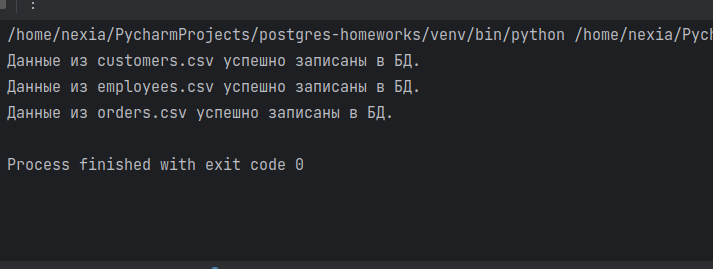 :
/home/nexia/PycharmProjects/postgres-homeworks/venv/bin/python /home/nexia/Pych
Данные из customers.csv успешно записаны в БД.
Данные из employees.csv успешно записаны в БД.
Данные из orders.csv успешно записаны в БД.
Process finished with exit code 0